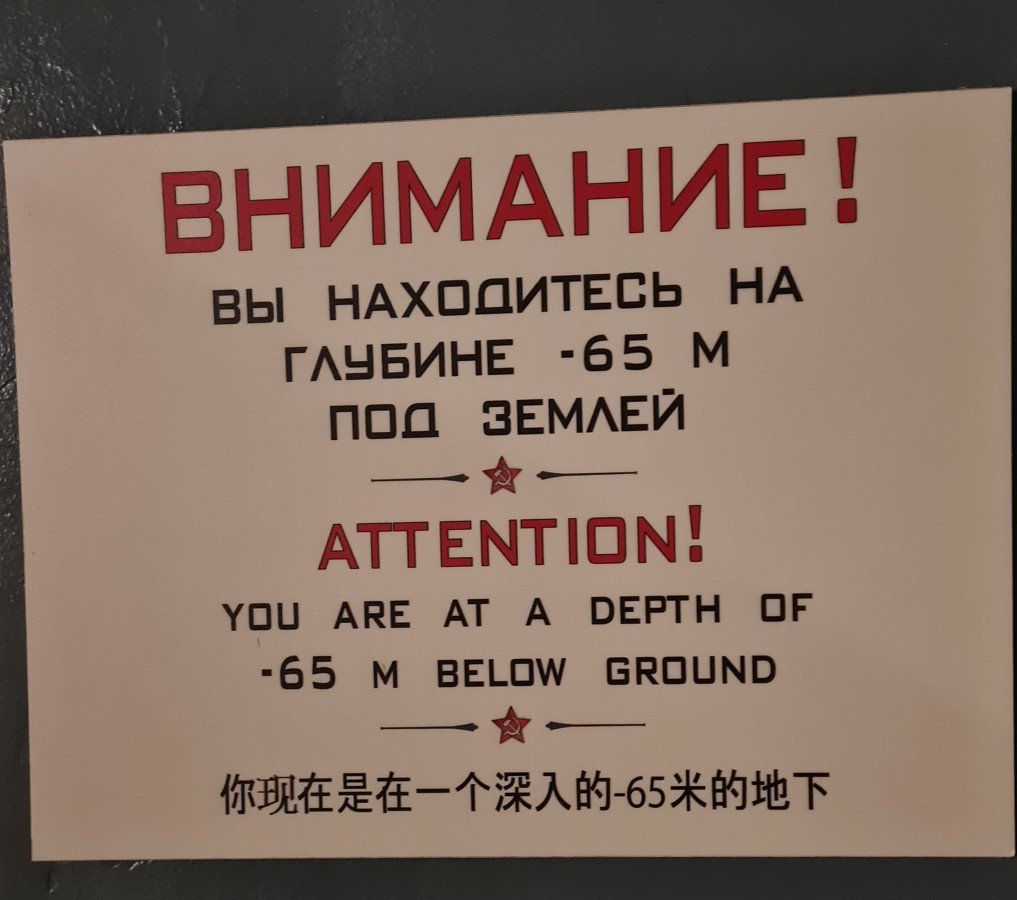 ВНИМАНИЕ!
ВЫ НАХОДИТЕСЬ НА
ГЛУБИНЕ -65 М
ПОД ЗЕМЛЕЙ
ATTENTION!
YOU ARE AT A DEPTH OF
-65 M BELOW GROUND
你现在是在一个深入的-65米的地下